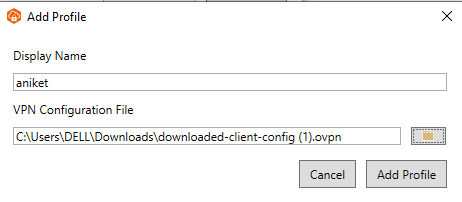 Add Profile
Display Name
aniket
VPN Configuration File
C:\Users\DELL\Downloads\downloaded-client-config (1).ovpn
Cancel Add Profile